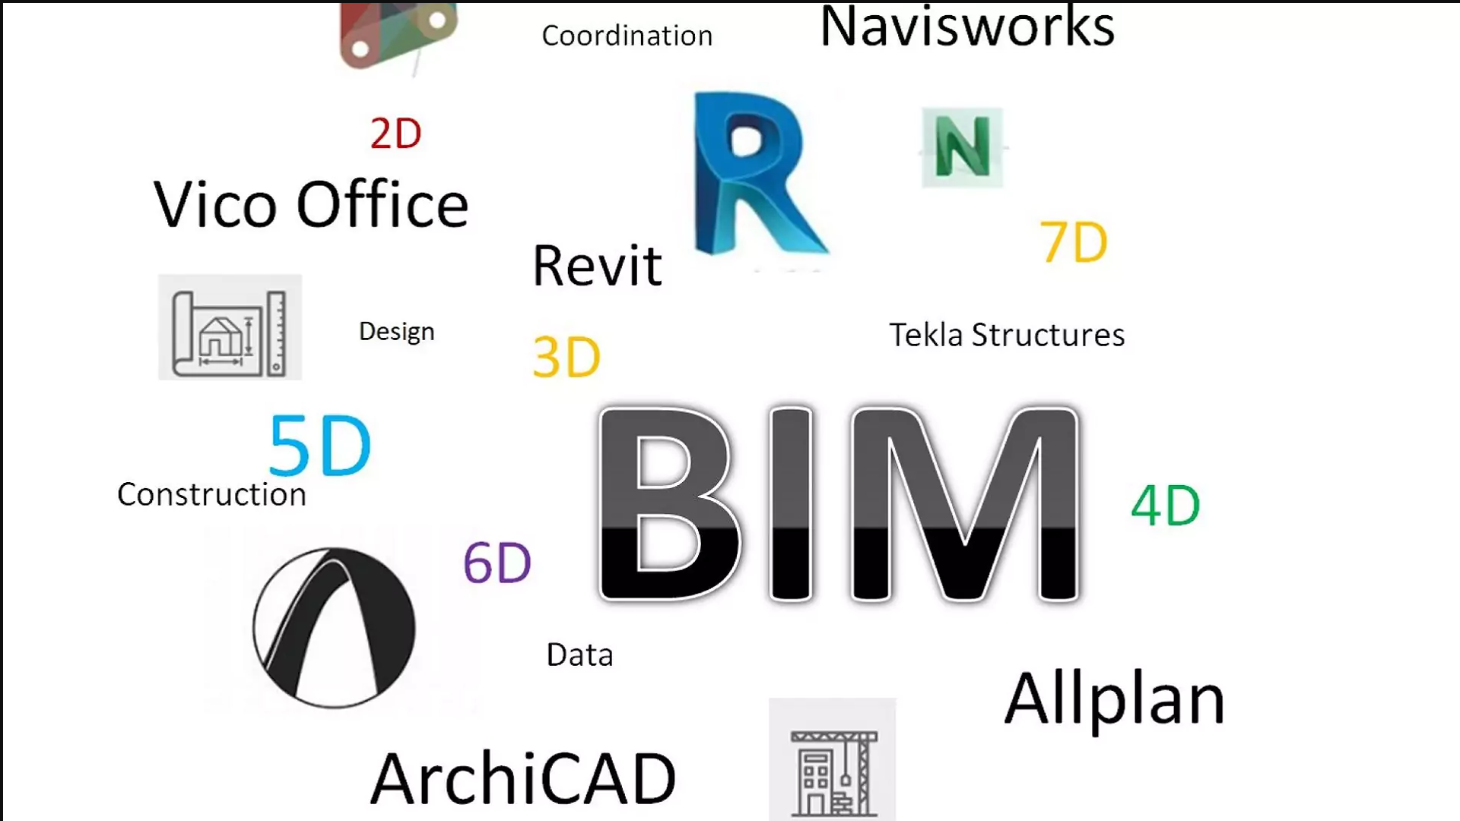 Coordination
Navisworks
2D
Vico Office
Revit
7D
Design
3D
Tekla Structures
5D
Construction
BIM
4D
6D
Data
Allplan
ArchiCAD